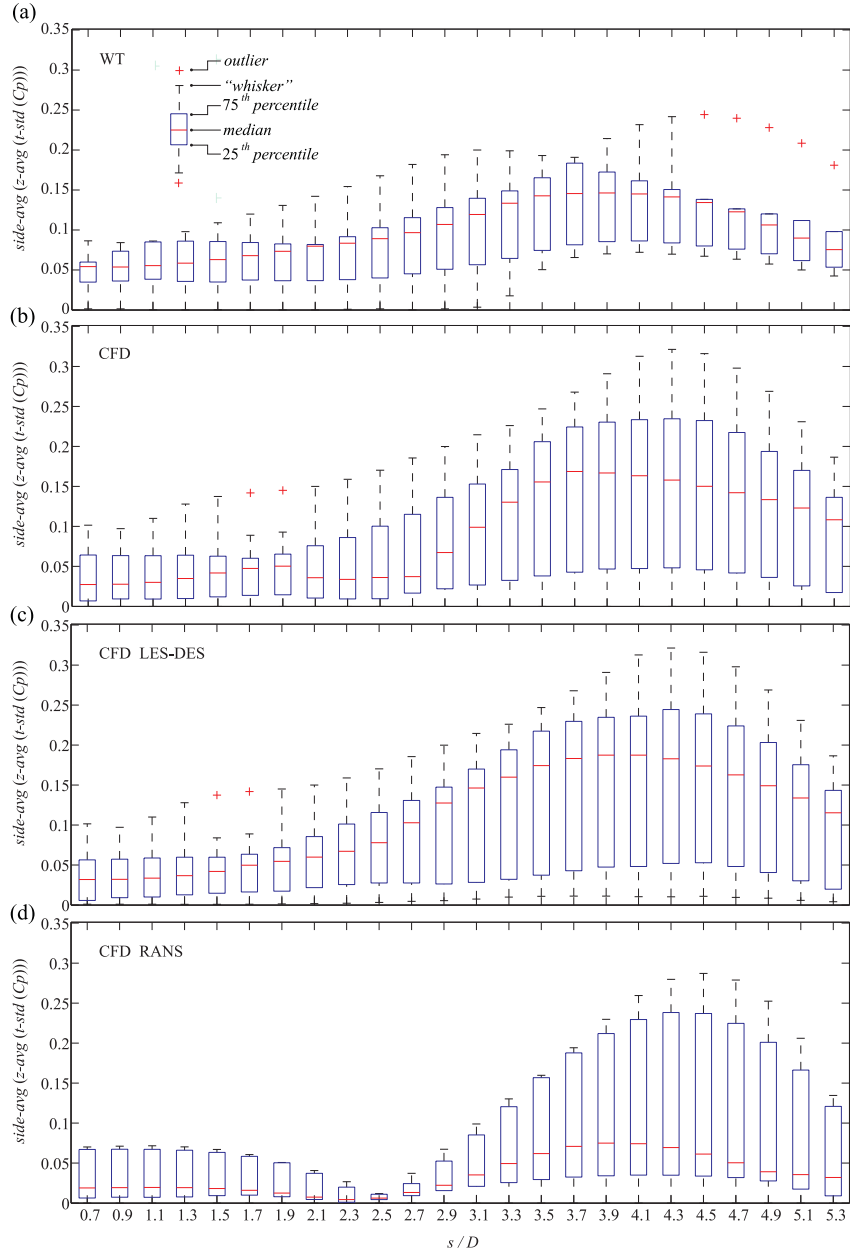 (a)
0.35
0.3
0.25
0.2
0.15
0.1
0.05
0
side-avg (z-avg (t-std (Cp)))
WT
outlier
“whisker”
75th percentile
median
25th percentile
(b)
0.35
0.3
0.25
0.2
0.15
0.1
0.05
0
side-avg (z-avg (t-std (Cp)))
CFD
(c)
0.35
0.3
0.25
0.2
0.15
0.1
0.05
0
side-avg (z-avg (t-std (Cp)))
CFD LES-DES
(d)
0.35
0.3
0.25
0.2
0.15
0.1
0.05
0
side-avg (z-avg (t-std (Cp)))
CFD RANS
0.7 0.9 1.1 1.3 1.5 1.7 1.9 2.1 2.3 2.5 2.7 2.9 3.1 3.3 3.5 3.7 3.9 4.1 4.3 4.5 4.7 4.9 5.1 5.3
s / D